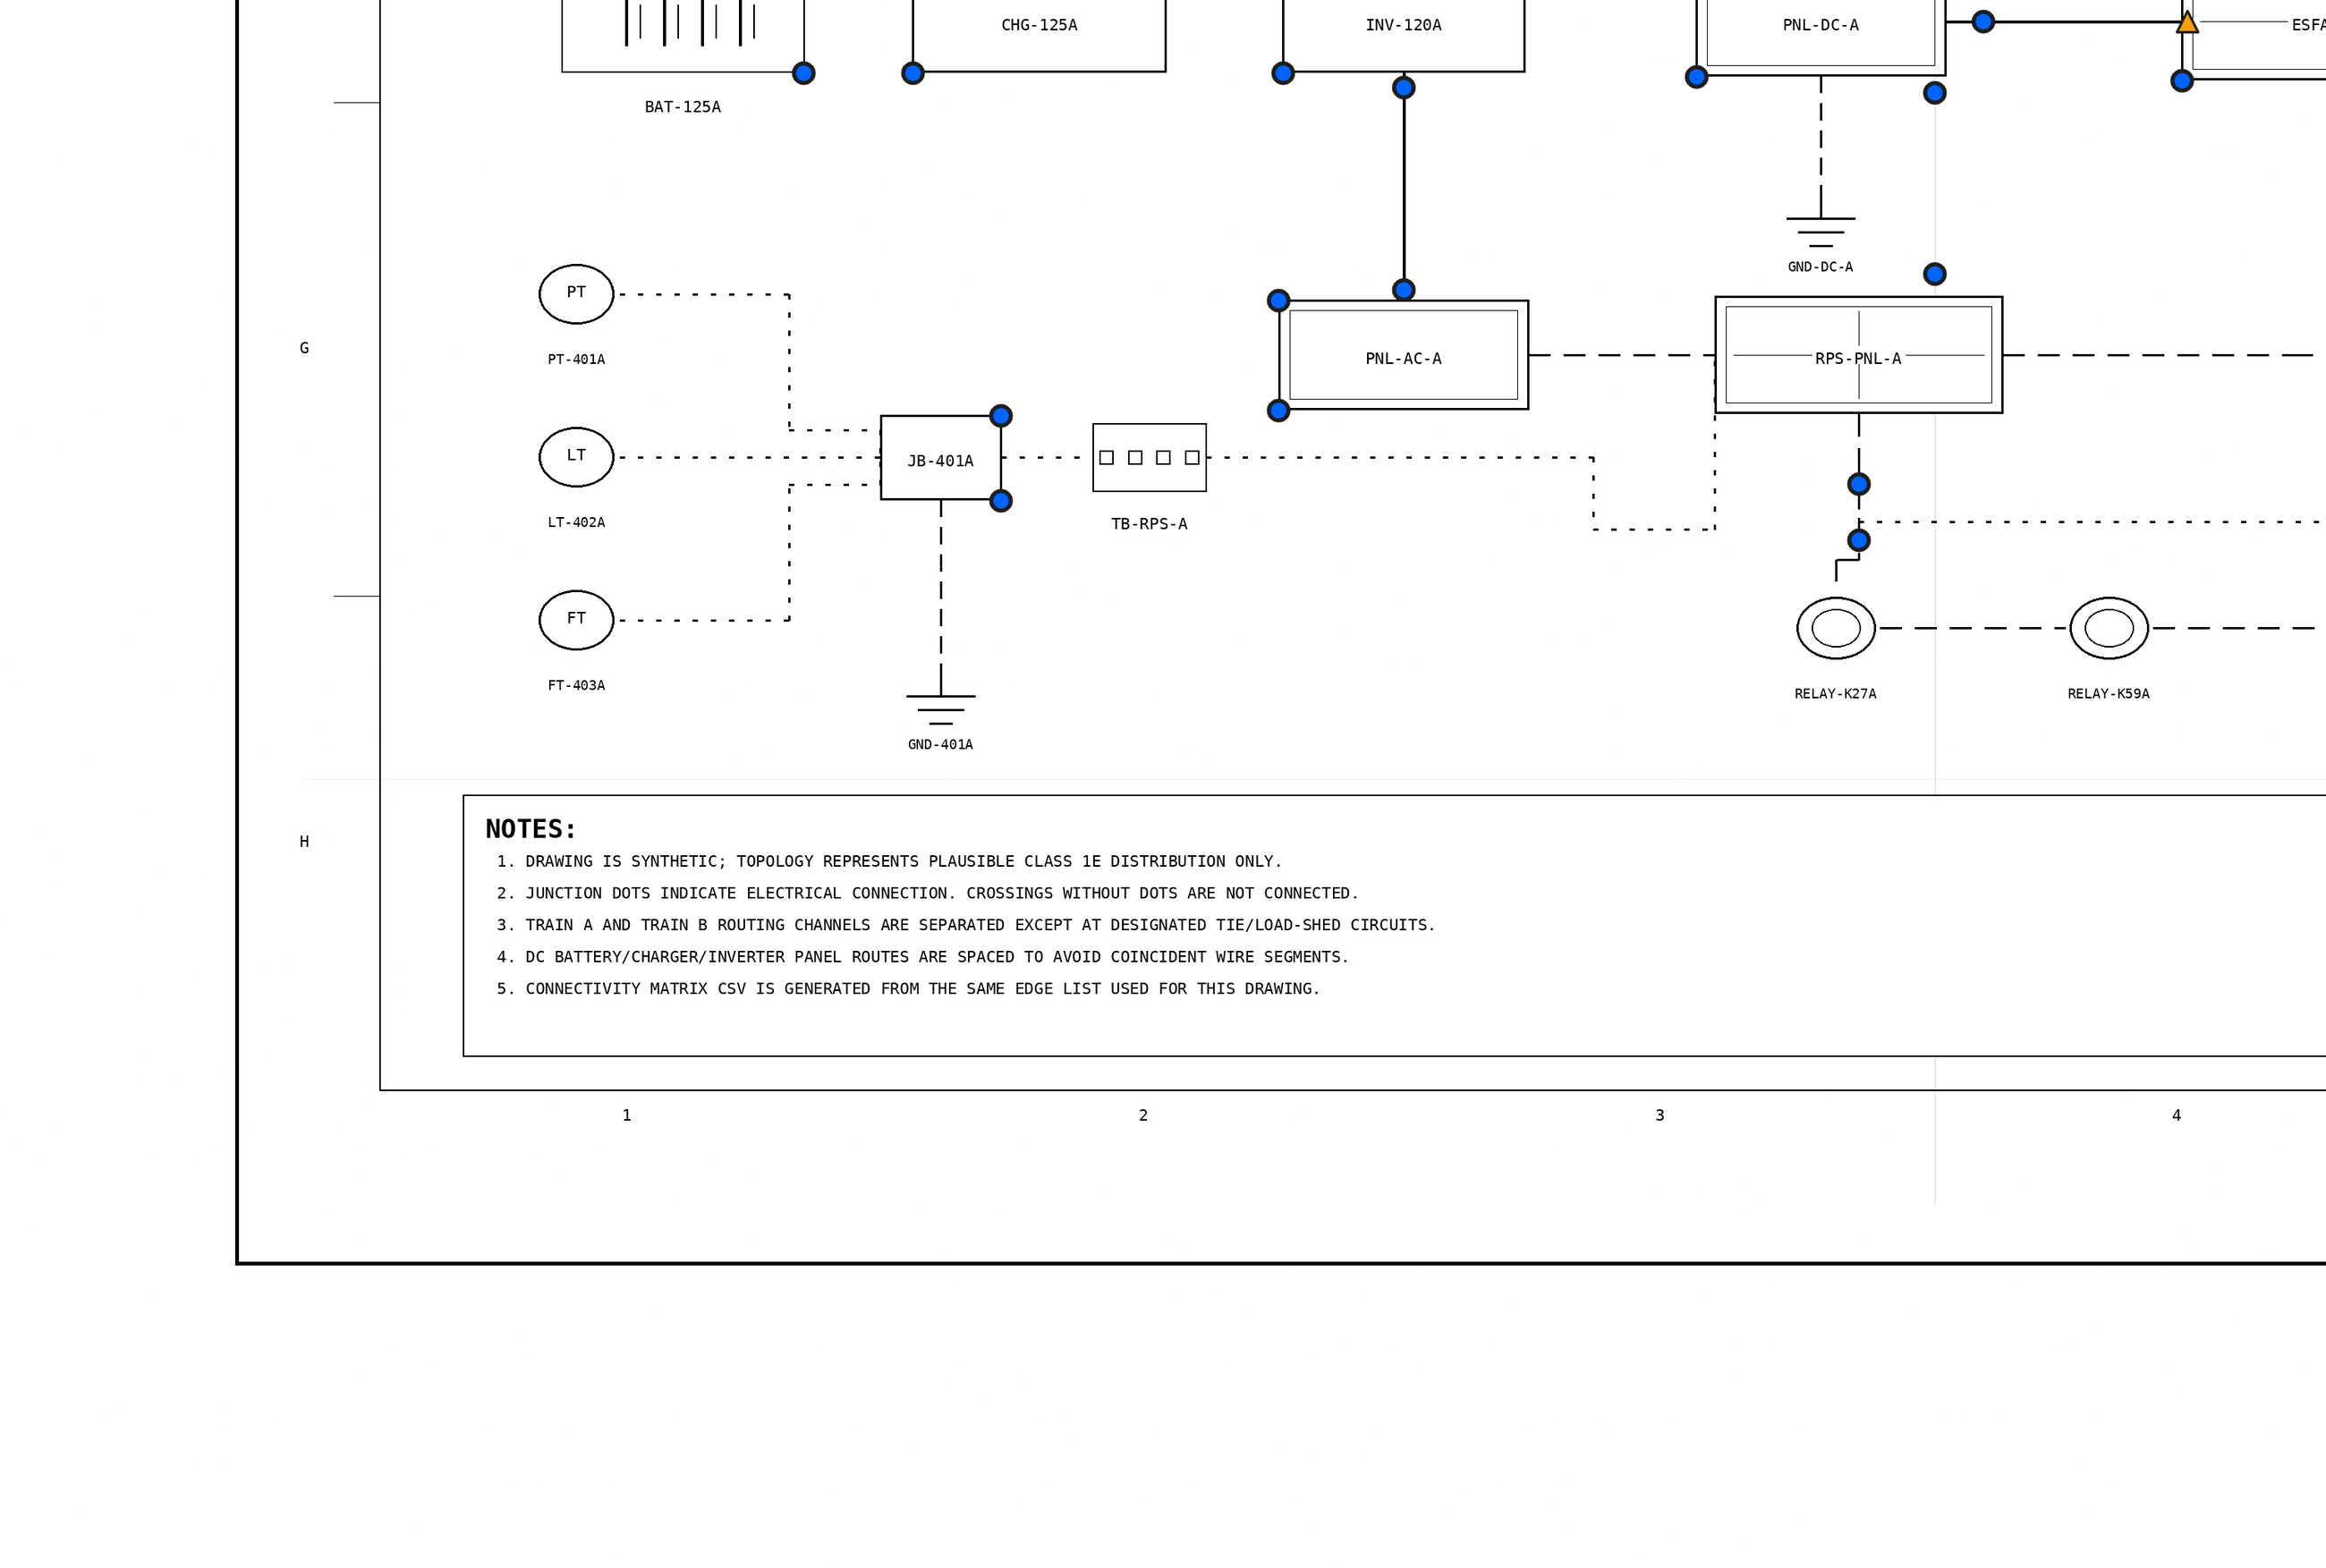 CHG-125A
INV-120A
PNL-DC-A
ESFA
BAT-125A
GND-DC-A
PT
PT-401A
G
PNL-AC-A
RPS-PNL-A
LT
JB-401A
LT-402A
TB-RPS-A
FT
FT-403A
RELAY-K27A
RELAY-K59A
GND-401A
H
NOTES:
1. DRAWING IS SYNTHETIC; TOPOLOGY REPRESENTS PLAUSIBLE CLASS 1E DISTRIBUTION ONLY.
2. JUNCTION DOTS INDICATE ELECTRICAL CONNECTION. CROSSINGS WITHOUT DOTS ARE NOT CONNECTED.
3. TRAIN A AND TRAIN B ROUTING CHANNELS ARE SEPARATED EXCEPT AT DESIGNATED TIE/LOAD-SHED CIRCUITS.
4. DC BATTERY/CHARGER/INVERTER PANEL ROUTES ARE SPACED TO AVOID COINCIDENT WIRE SEGMENTS.
5. CONNECTIVITY MATRIX CSV IS GENERATED FROM THE SAME EDGE LIST USED FOR THIS DRAWING.
1
2
3
4